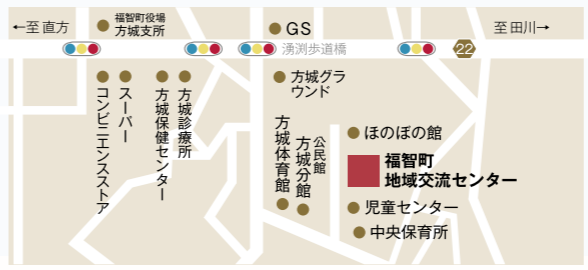 ←至直方
福智町役場
方城支所
GS
至田川→
湧渕歩道橋
22
コンビニエンスストア
スーパー
方城保健センター
方城診療所
方城グラ
ウンド
方城体育館
公民館
方城分館
ほのぼの館
福智町
地域交流センター
児童センター
中央保育所